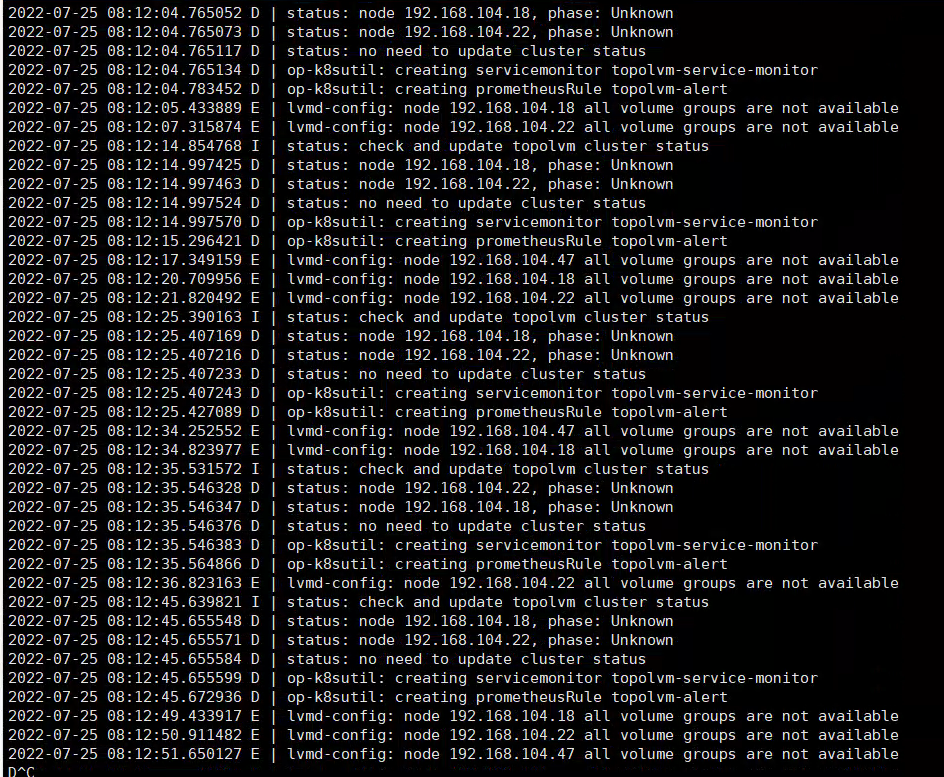 2022-07-25 08:12:04.765052 D | status: node 192.168.104.18, phase: Unknown
2022-07-25 08:12:04.765073 D | status: node 192.168.104.22, phase: Unknown
2022-07-25 08:12:04.765117 D | status: no need to update cluster status
2022-07-25 08:12:04.765134 D | op-k8sutil: creating servicemonitor topolvm-service-monitor
2022-07-25 08:12:04.783452 D | op-k8sutil: creating prometheusRule topolvm-alert
2022-07-25 08:12:05.433889 E | lvmd-config: node 192.168.104.18 all volume groups are not available
2022-07-25 08:12:07.315874 E | lvmd-config: node 192.168.104.22 all volume groups are not available
2022-07-25 08:12:14.854768 I | status: check and update topolvm cluster status
2022-07-25 08:12:14.997425 D | status: node 192.168.104.18, phase: Unknown
2022-07-25 08:12:14.997463 D | status: node 192.168.104.22, phase: Unknown
2022-07-25 08:12:14.997524 D | status: no need to update cluster status
2022-07-25 08:12:14.997570 D | op-k8sutil: creating servicemonitor topolvm-service-monitor
2022-07-25 08:12:15.296421 D | op-k8sutil: creating prometheusRule topolvm-alert
2022-07-25 08:12:17.349159 E | lvmd-config: node 192.168.104.47 all volume groups are not available
2022-07-25 08:12:20.709956 E | lvmd-config: node 192.168.104.18 all volume groups are not available
2022-07-25 08:12:21.820492 E | lvmd-config: node 192.168.104.22 all volume groups are not available
2022-07-25 08:12:25.390163 I | status: check and update topolvm cluster status
2022-07-25 08:12:25.407169 D | status: node 192.168.104.18, phase: Unknown
2022-07-25 08:12:25.407216 D | status: node 192.168.104.22, phase: Unknown
2022-07-25 08:12:25.407233 D | status: no need to update cluster status
2022-07-25 08:12:25.407243 D | op-k8sutil: creating servicemonitor topolvm-service-monitor
2022-07-25 08:12:25.427089 D | op-k8sutil: creating prometheusRule topolvm-alert
2022-07-25 08:12:34.252552 E | lvmd-config: node 192.168.104.47 all volume groups are not available
2022-07-25 08:12:34.823977 E | lvmd-config: node 192.168.104.18 all volume groups are not available
2022-07-25 08:12:35.531572 I | status: check and update topolvm cluster status
2022-07-25 08:12:35.546328 D | status: node 192.168.104.22, phase: Unknown
2022-07-25 08:12:35.546347 D | status: node 192.168.104.18, phase: Unknown
2022-07-25 08:12:35.546376 D | status: no need to update cluster status
2022-07-25 08:12:35.546383 D | op-k8sutil: creating servicemonitor topolvm-service-monitor
2022-07-25 08:12:35.564866 D | op-k8sutil: creating prometheusRule topolvm-alert
2022-07-25 08:12:36.823163 E | lvmd-config: node 192.168.104.22 all volume groups are not available
2022-07-25 08:12:45.639821 I | status: check and update topolvm cluster status
2022-07-25 08:12:45.655548 D | status: node 192.168.104.18, phase: Unknown
2022-07-25 08:12:45.655571 D | status: node 192.168.104.22, phase: Unknown
2022-07-25 08:12:45.655584 D | status: no need to update cluster status
2022-07-25 08:12:45.655599 D | op-k8sutil: creating servicemonitor topolvm-service-monitor
2022-07-25 08:12:45.672936 D | op-k8sutil: creating prometheusRule topolvm-alert
2022-07-25 08:12:49.433917 E | lvmd-config: node 192.168.104.18 all volume groups are not available
2022-07-25 08:12:50.911482 E | lvmd-config: node 192.168.104.22 all volume groups are not available
2022-07-25 08:12:51.650127 E | lvmd-config: node 192.168.104.47 all volume groups are not available
D^C